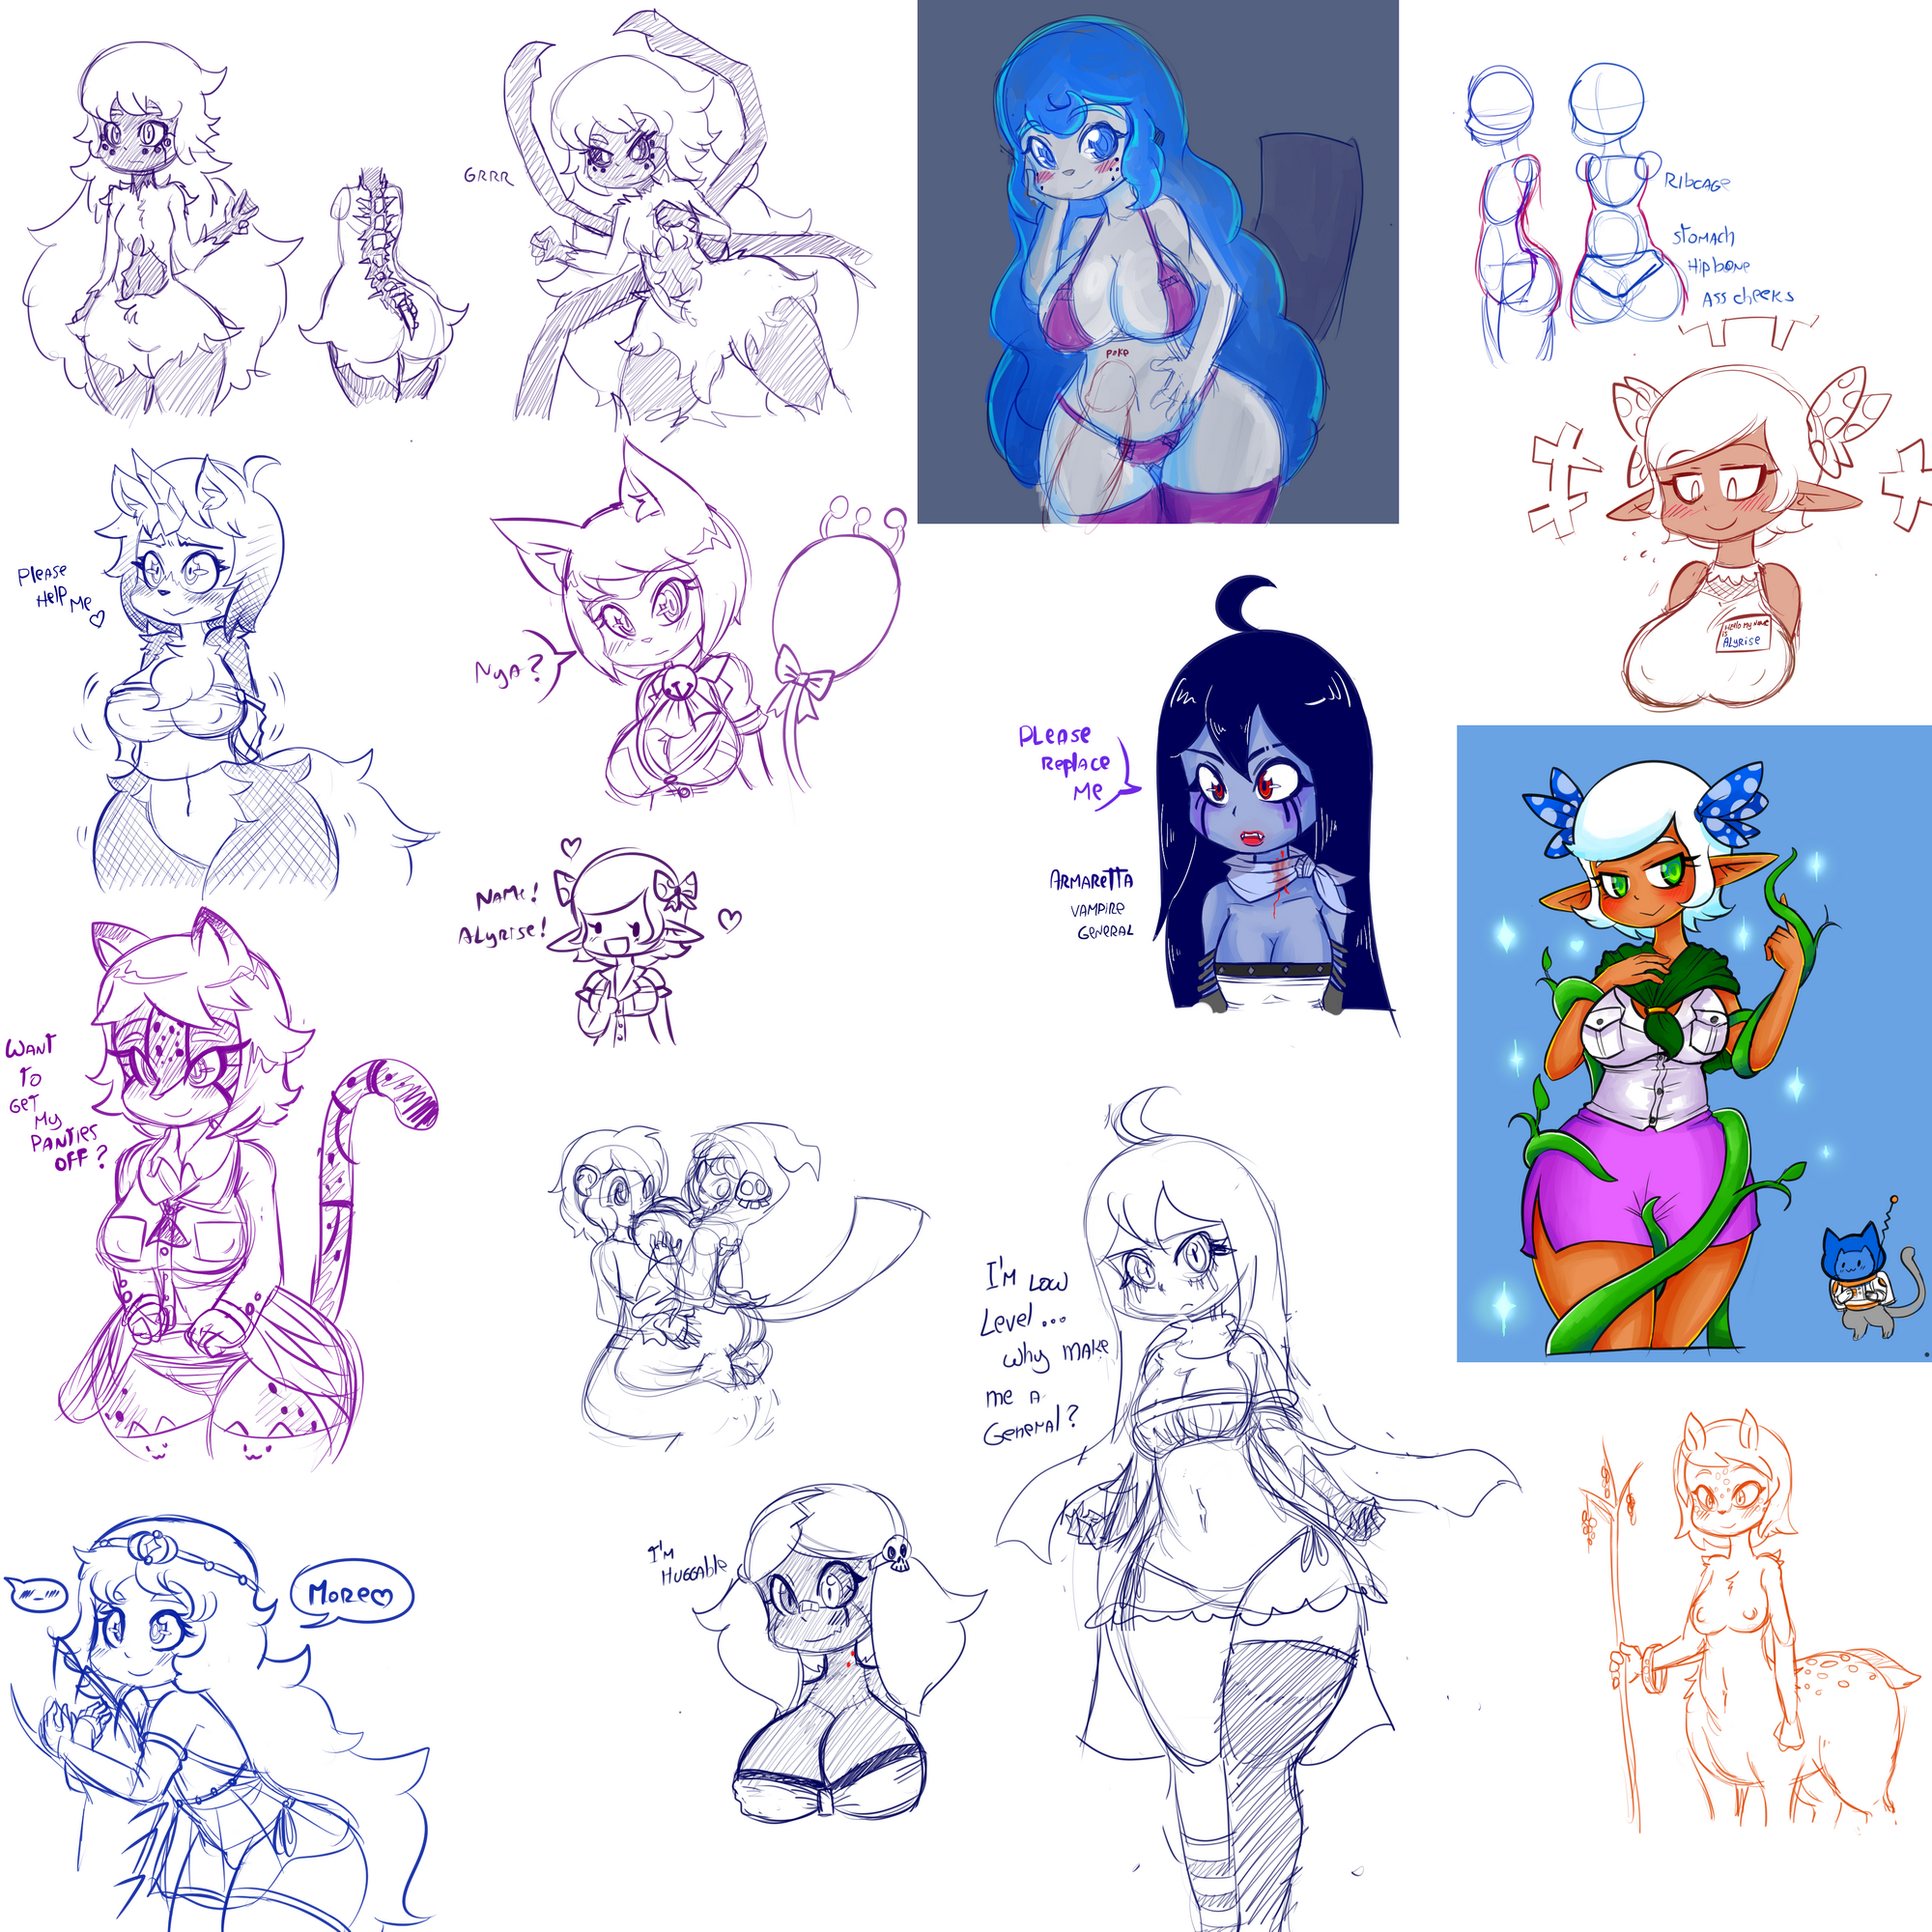 GRRR
RIBCAGE
STOMACH
HIP BONE
ASS CHEEKS
POKE
PLEASE
HELP ME ♡
NYA?
HELLO MY NAME
IS
ALYRISE
PLEASE
REPLACE
ME
ARMARETTA
VAMPIRE
GENERAL
NAME!
ALYRISE!
WANT
TO
GET
MY
PANTIES
OFF?
I'M LOW
LEVEL...
WHY MAKE
ME A
GENERAL?
I'M
HUGGABLE
MORE♡